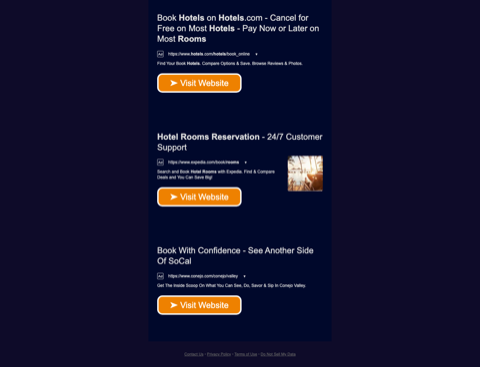 Book Hotels on Hotels.com - Cancel for
Free on Most Hotels - Pay Now or Later on
Most Rooms
Ad https://www.hotels.com/hotels/book_online
Find Your Book Hotels. Compare Options & Save. Browse Reviews & Photos.
➤ Visit Website
Hotel Rooms Reservation - 24/7 Customer
Support
Ad https://www.expedia.com/book/rooms
Search and Book Hotel Rooms with Expedia. Find & Compare
Deals and You Can Save Big!
➤ Visit Website
Book With Confidence - See Another Side
Of SoCal
Ad https://www.conejo.com/conejo/valley
Get The Inside Scoop On What You Can See, Do, Savor & Sip In Conejo Valley.
➤ Visit Website
Contact Us - Privacy Policy - Terms of Use - Do Not Sell My Data